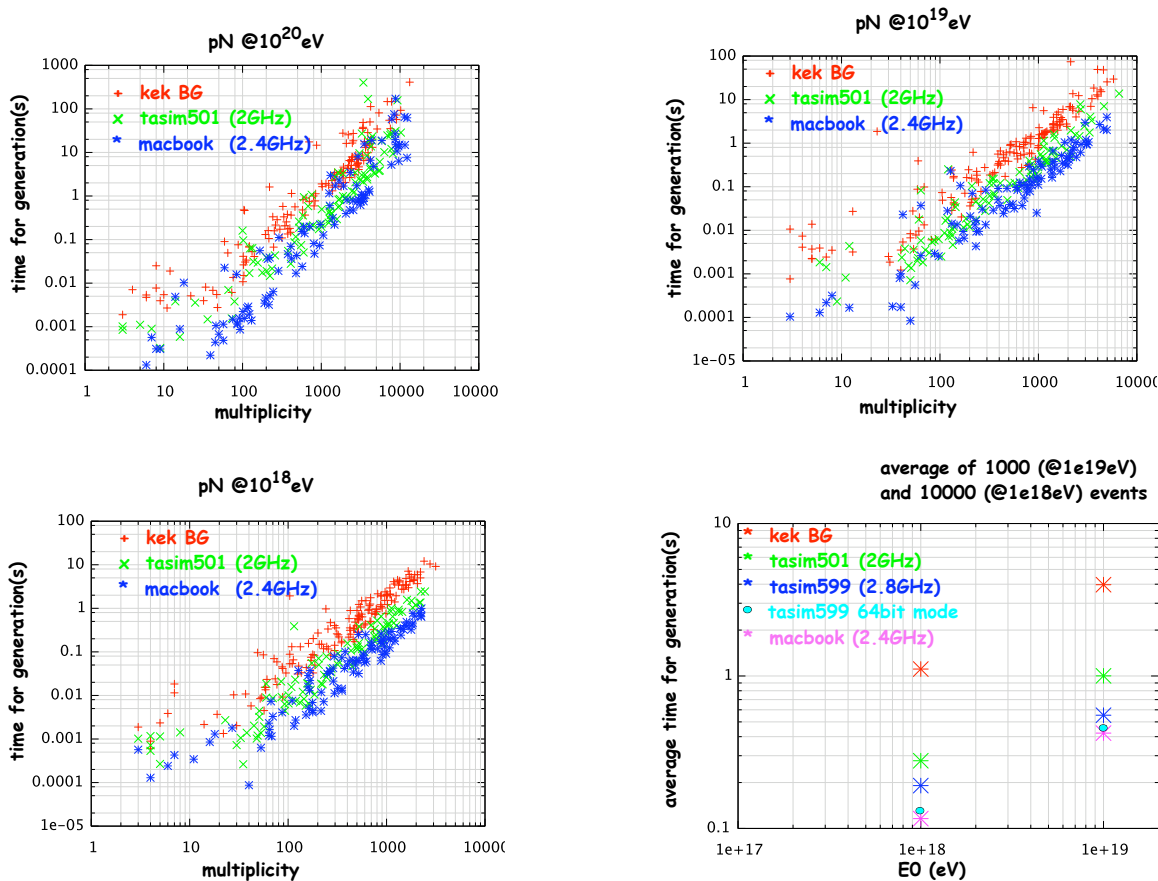 pN @10²⁰eV
1000
100
10
1
0.1
0.01
0.001
0.0001
time for generation(s)
kek BG
tasim501 (2GHz)
macbook (2.4GHz)
1 10 100 1000 10000
multiplicity
pN @10¹⁹eV
100
10
1
0.1
0.01
0.001
0.0001
1e-05
time for generation(s)
kek BG
tasim501 (2GHz)
macbook (2.4GHz)
1 10 100 1000 10000
multiplicity
pN @10¹⁸eV
100
10
1
0.1
0.01
0.001
0.0001
1e-05
time for generation(s)
kek BG
tasim501 (2GHz)
macbook (2.4GHz)
1 10 100 1000 10000
multiplicity
average of 1000 (@1e19eV)
and 10000 (@1e18eV) events
10
1
0.1
average time for generation(s)
kek BG
tasim501 (2GHz)
tasim599 (2.8GHz)
tasim599 64bit mode
macbook (2.4GHz)
1e+17 1e+18 1e+19
E0 (eV)